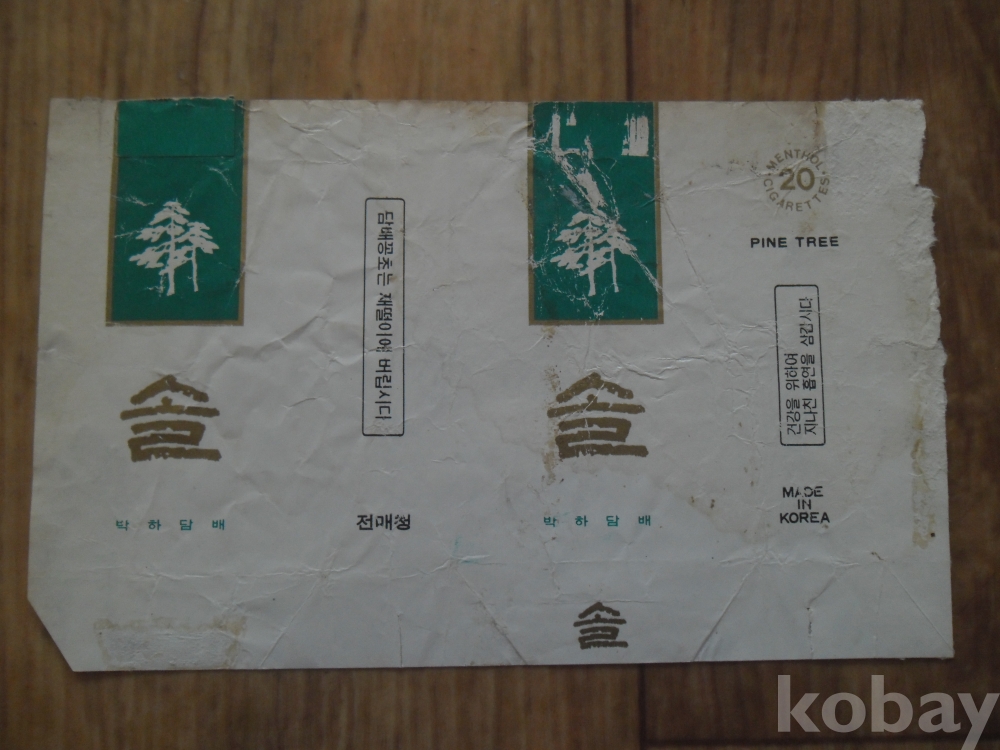 솔
박하담배
담배꽁초는 재떨이에 버립시다
전매청
솔
박하담배
솔
MENTHOL CIGARETTES
20
PINE TREE
건강을 위하여
지나친 흡연을 삼갑시다
MADE
IN
KOREA
kobay